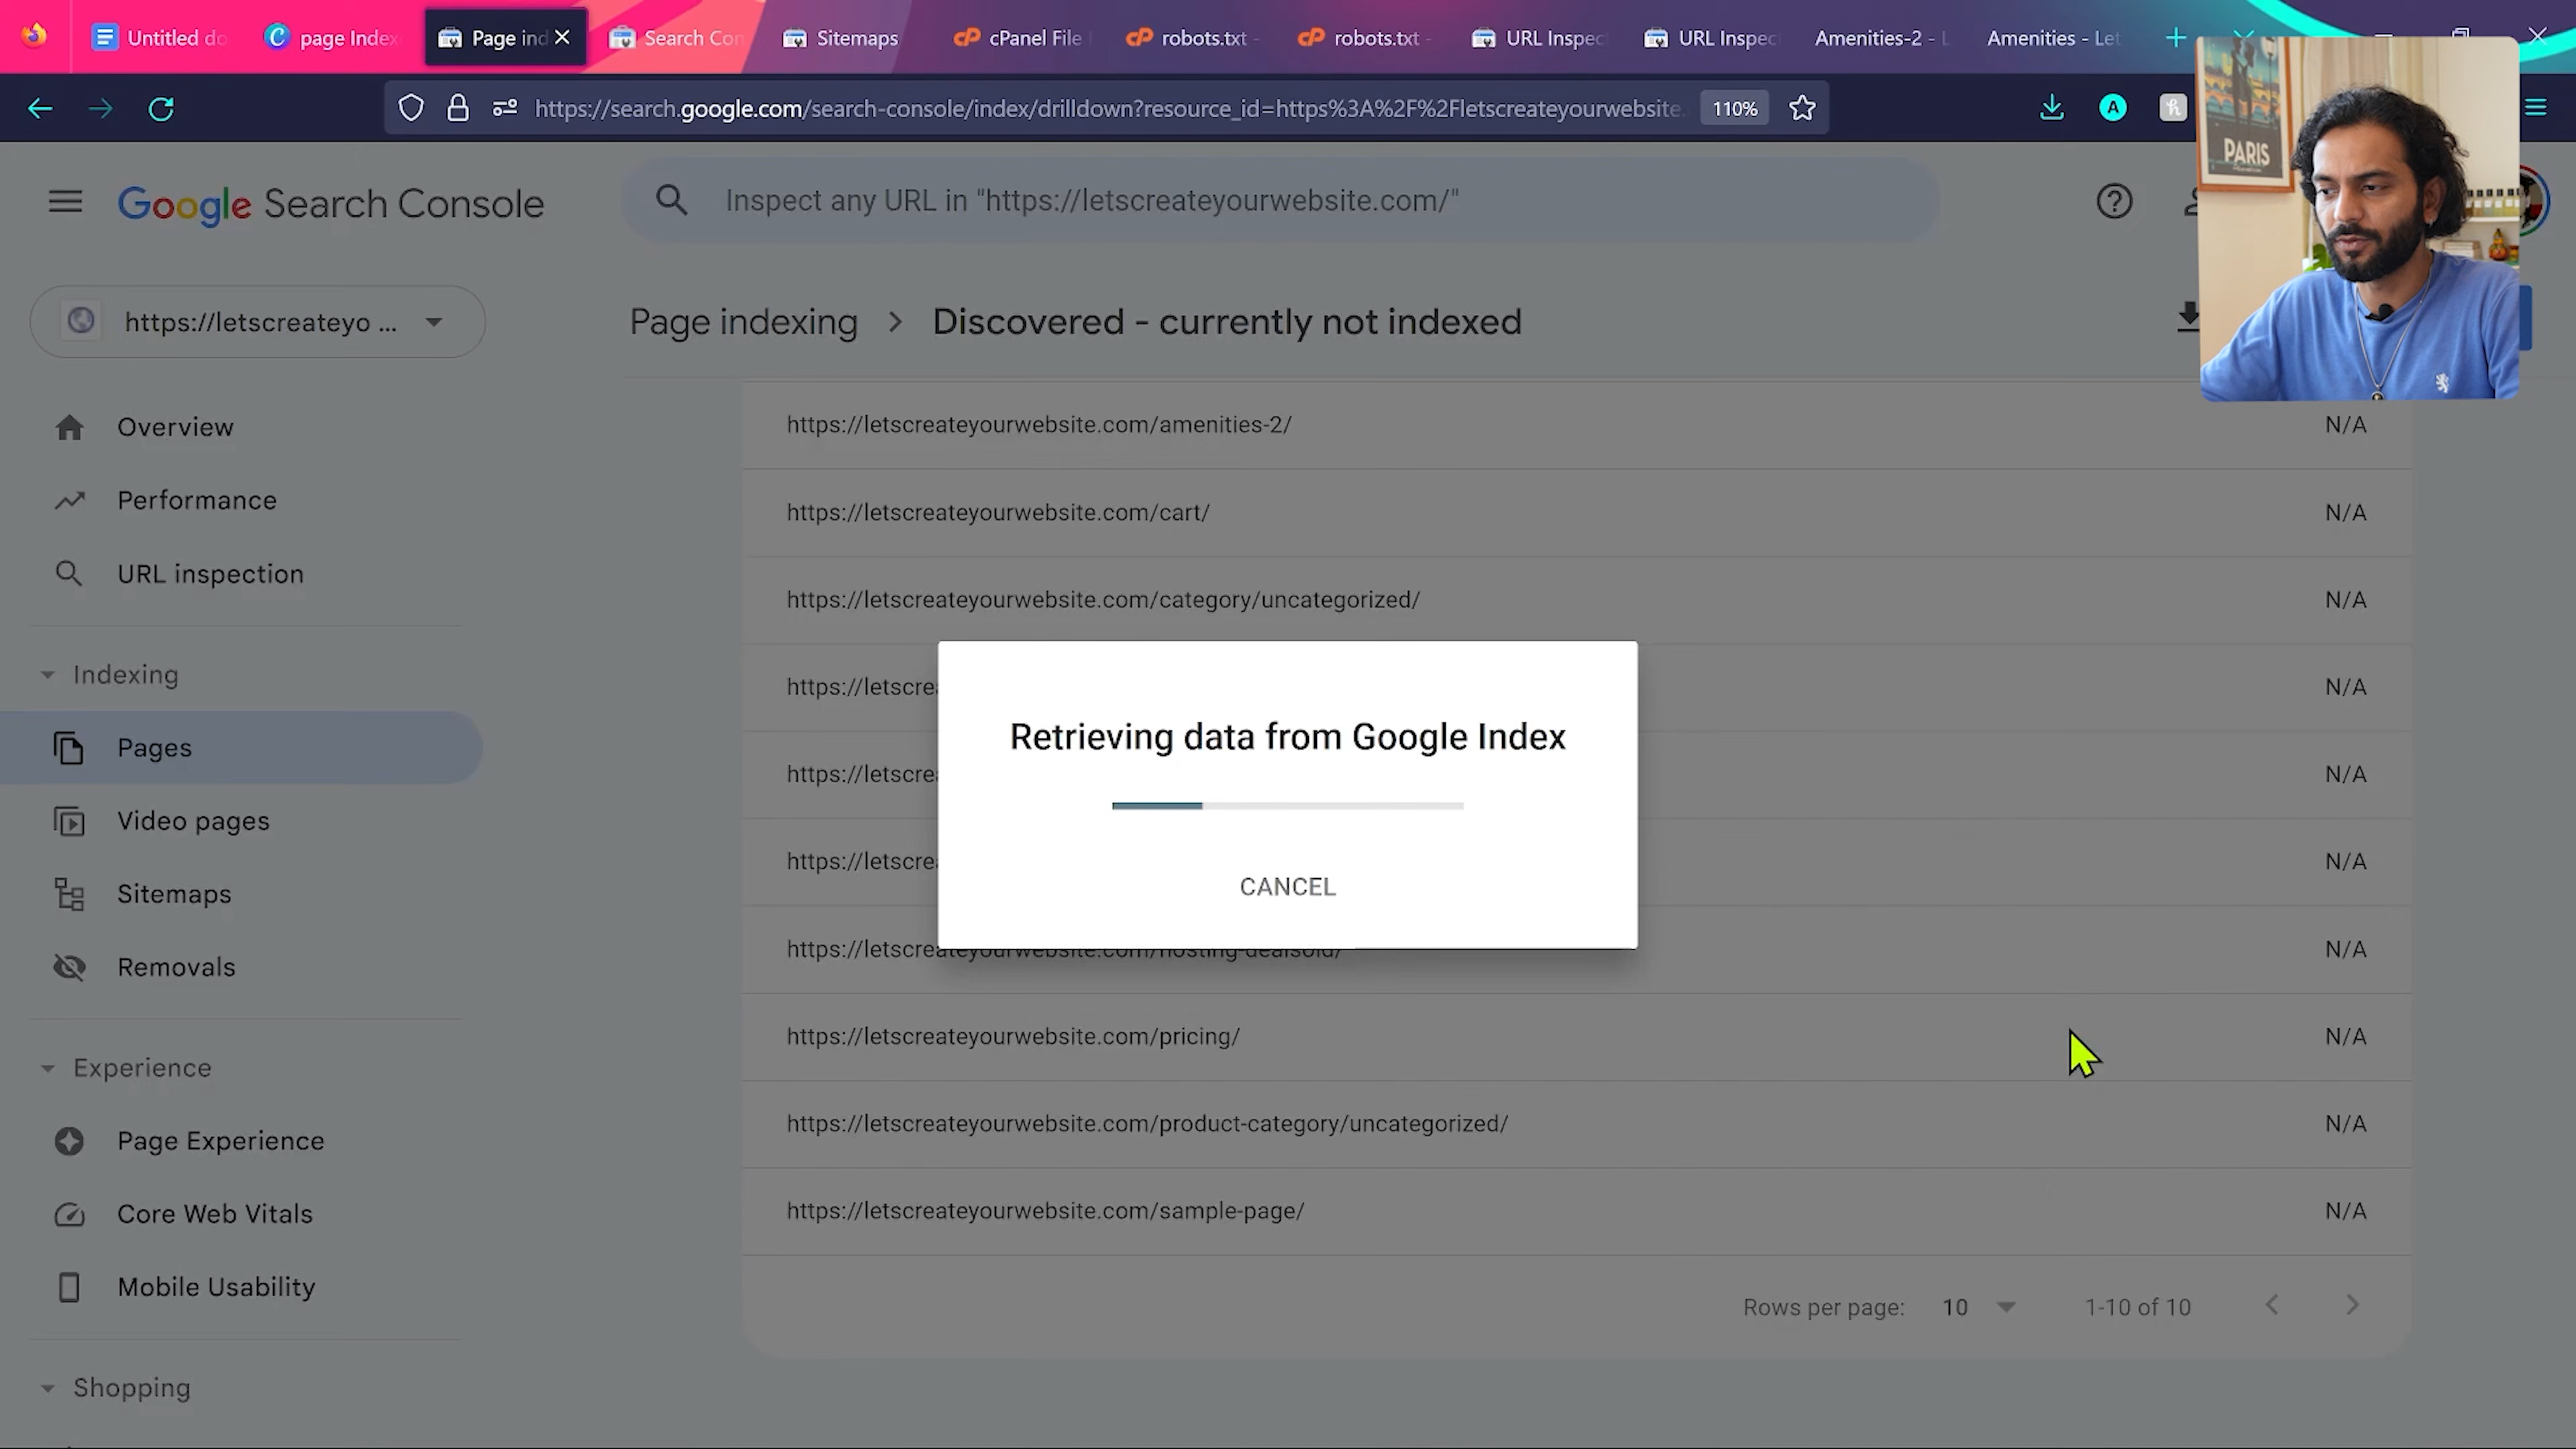 Untitled do
page Index
Page ind
Search Con
Sitemaps
cPanel File
robots.txt -
robots.txt -
URL Inspec
URL Inspec
Amenities-2 - L
Amenities - Let
https://search.google.com/search-console/index/drilldown?resource_id=https%3A%2F%2Fletscreateyourwebsite.
110%
A
PARIS
Google Search Console
Inspect any URL in "https://letscreateyourwebsite.com/"
https://letscreateyo ...
Page indexing > Discovered - currently not indexed
Overview
Performance
URL inspection
Indexing
Pages
Video pages
Sitemaps
Removals
Experience
Page Experience
Core Web Vitals
Mobile Usability
Shopping
https://letscreateyourwebsite.com/amenities-2/ N/A
https://letscreateyourwebsite.com/cart/ N/A
https://letscreateyourwebsite.com/category/uncategorized/ N/A
https://letscrea N/A
https://letscrea N/A
https://letscrea N/A
https://letscreateyourwebsite.com/hosting-dealsold/ N/A
https://letscreateyourwebsite.com/pricing/ N/A
https://letscreateyourwebsite.com/product-category/uncategorized/ N/A
https://letscreateyourwebsite.com/sample-page/ N/A
Retrieving data from Google Index
CANCEL
Rows per page: 10 1-10 of 10